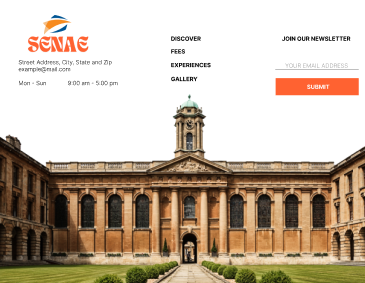 SENAE
Street Address, City, State and Zip
example@mail.com
Mon - Sun 9:00 am - 5:00 pm
DISCOVER
FEES
EXPERIENCES
GALLERY
JOIN OUR NEWSLETTER
YOUR EMAIL ADDRESS
SUBMIT